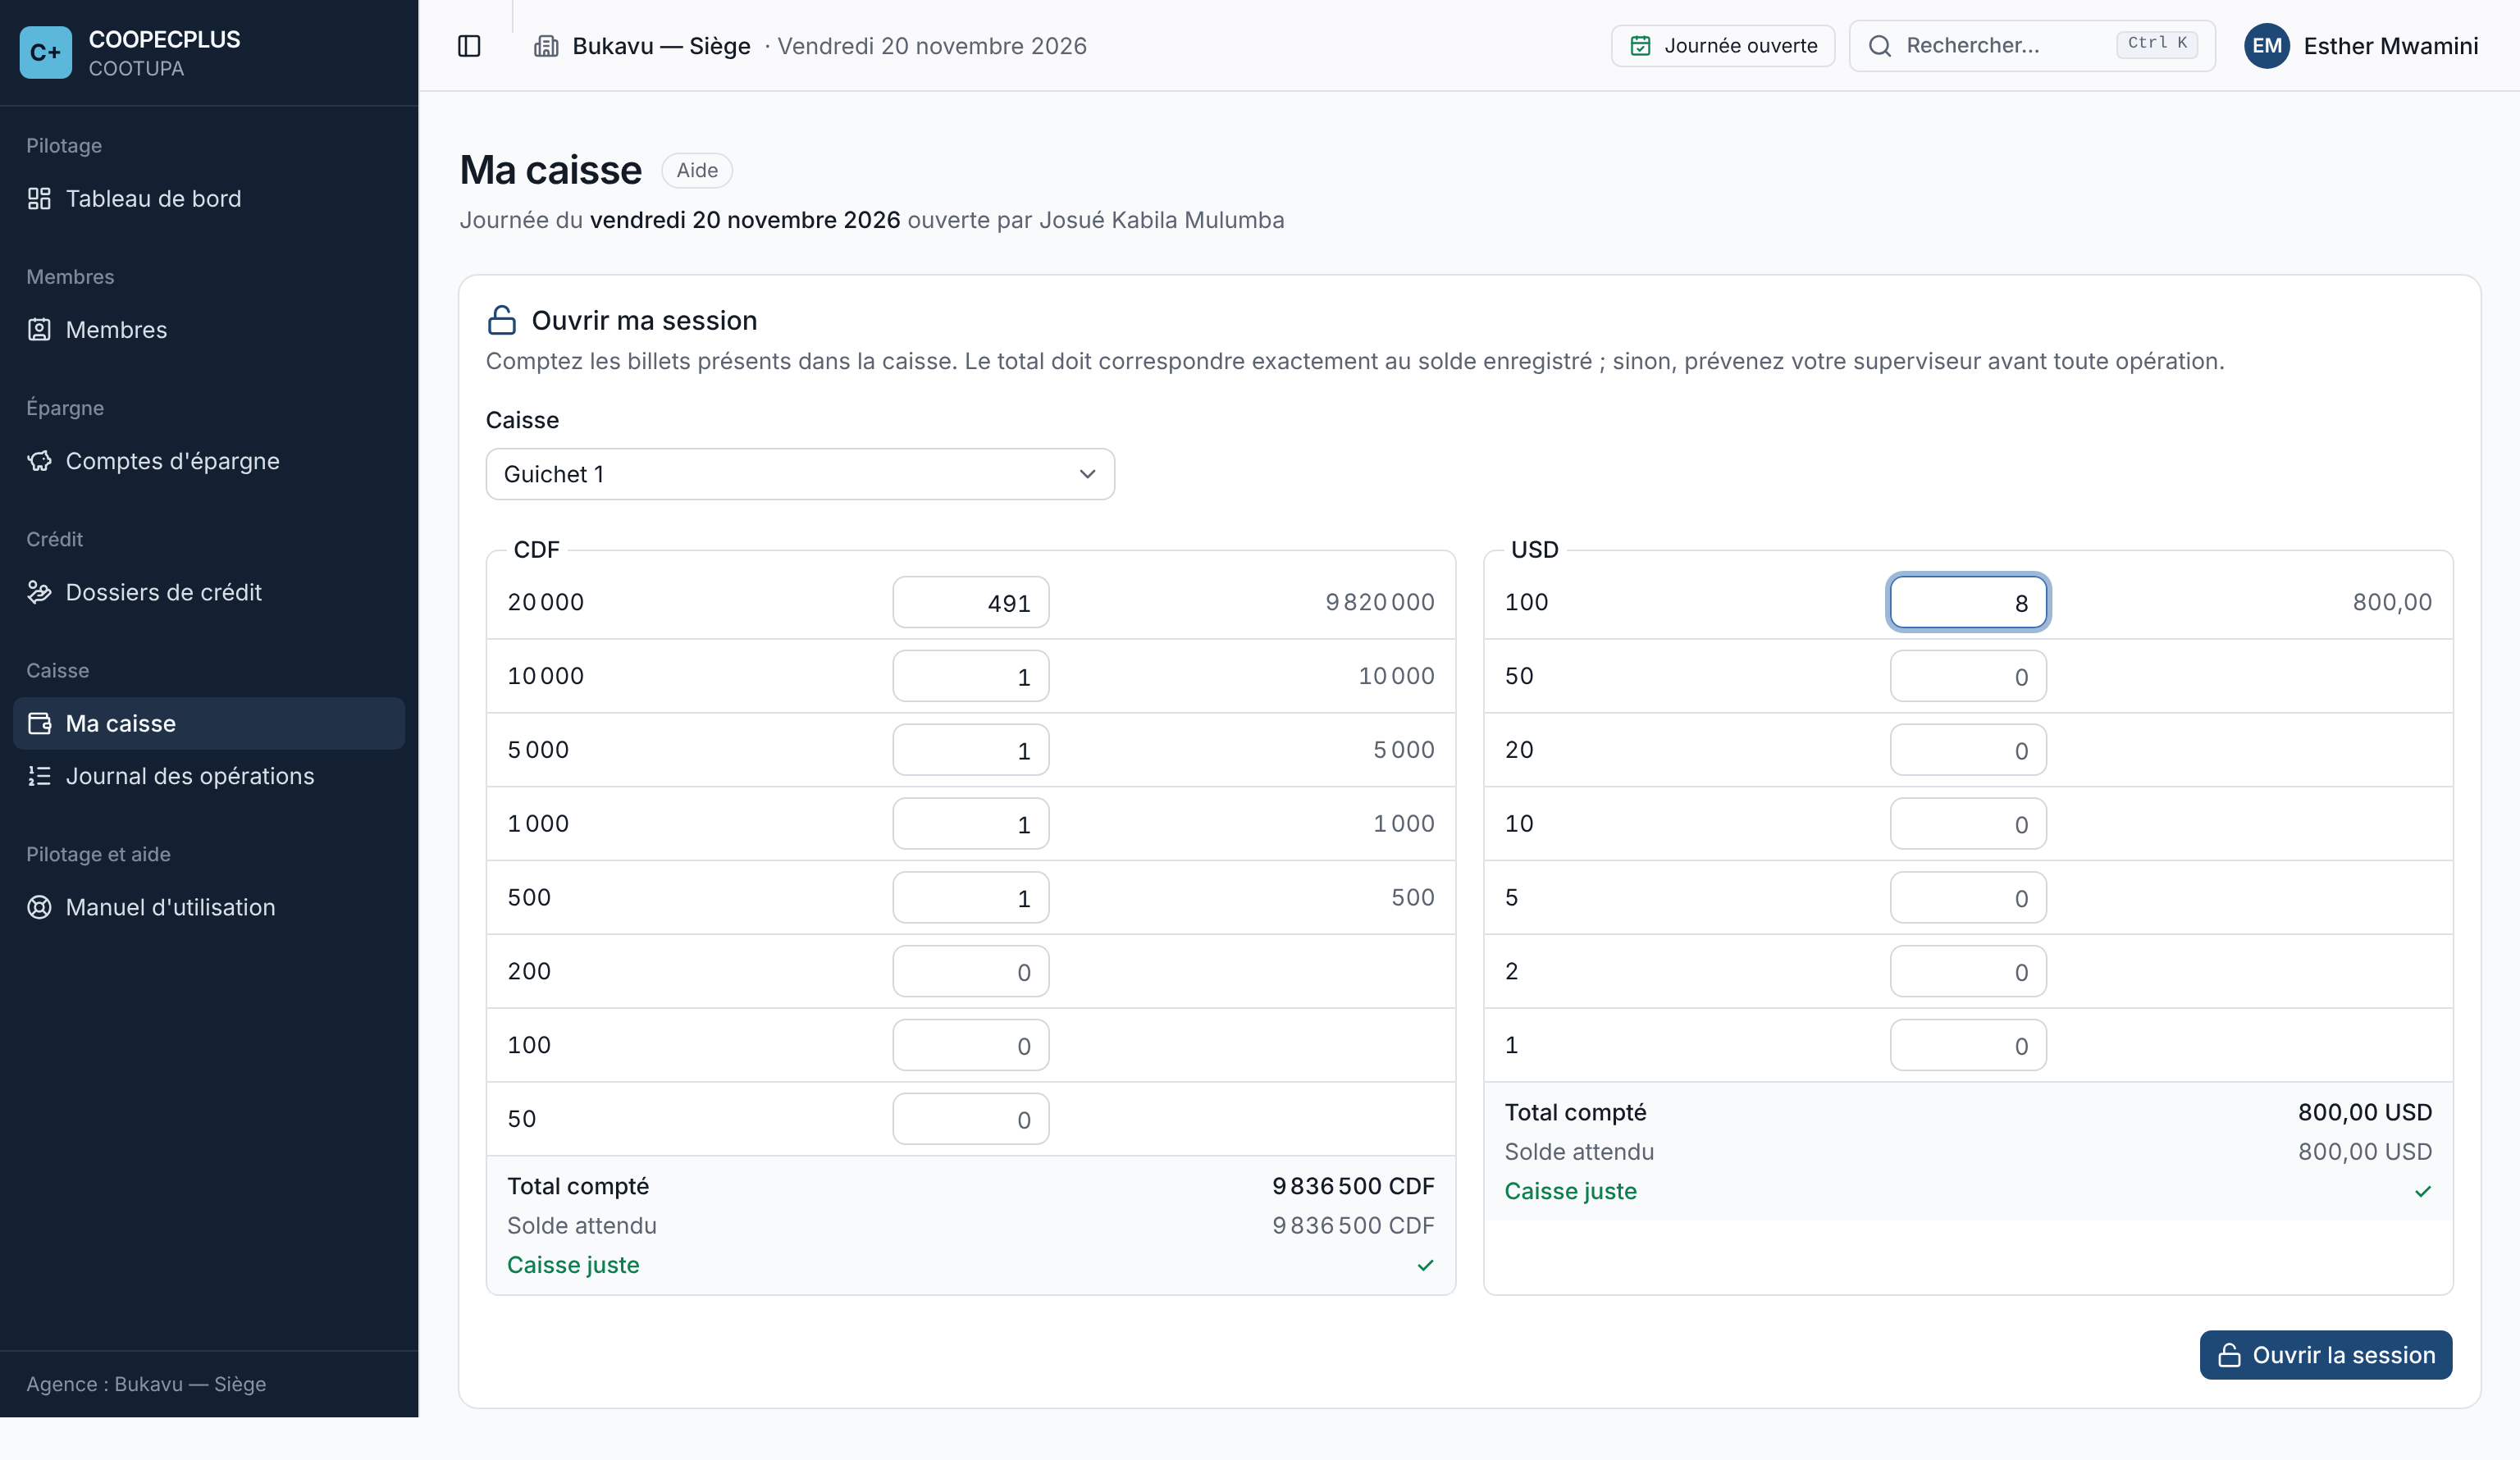 C+
COOPECPLUS
COOTUPA
Pilotage
Tableau de bord
Membres
Membres
Épargne
Comptes d'épargne
Crédit
Dossiers de crédit
Caisse
Ma caisse
Journal des opérations
Pilotage et aide
Manuel d'utilisation
Agence : Bukavu — Siège
Bukavu — Siège · Vendredi 20 novembre 2026
Journée ouverte
Rechercher... Ctrl K
EM Esther Mwamini
Ma caisse Aide
Journée du vendredi 20 novembre 2026 ouverte par Josué Kabila Mulumba
Ouvrir ma session
Comptez les billets présents dans la caisse. Le total doit correspondre exactement au solde enregistré ; sinon, prévenez votre superviseur avant toute opération.
Caisse
Guichet 1
CDF
20 000 491 9 820 000
10 000 1 10 000
5 000 1 5 000
1 000 1 1 000
500 1 500
200 0
100 0
50 0
Total compté 9 836 500 CDF
Solde attendu 9 836 500 CDF
Caisse juste
USD
100 8 800,00
50 0
20 0
10 0
5 0
2 0
1 0
Total compté 800,00 USD
Solde attendu 800,00 USD
Caisse juste
Ouvrir la session